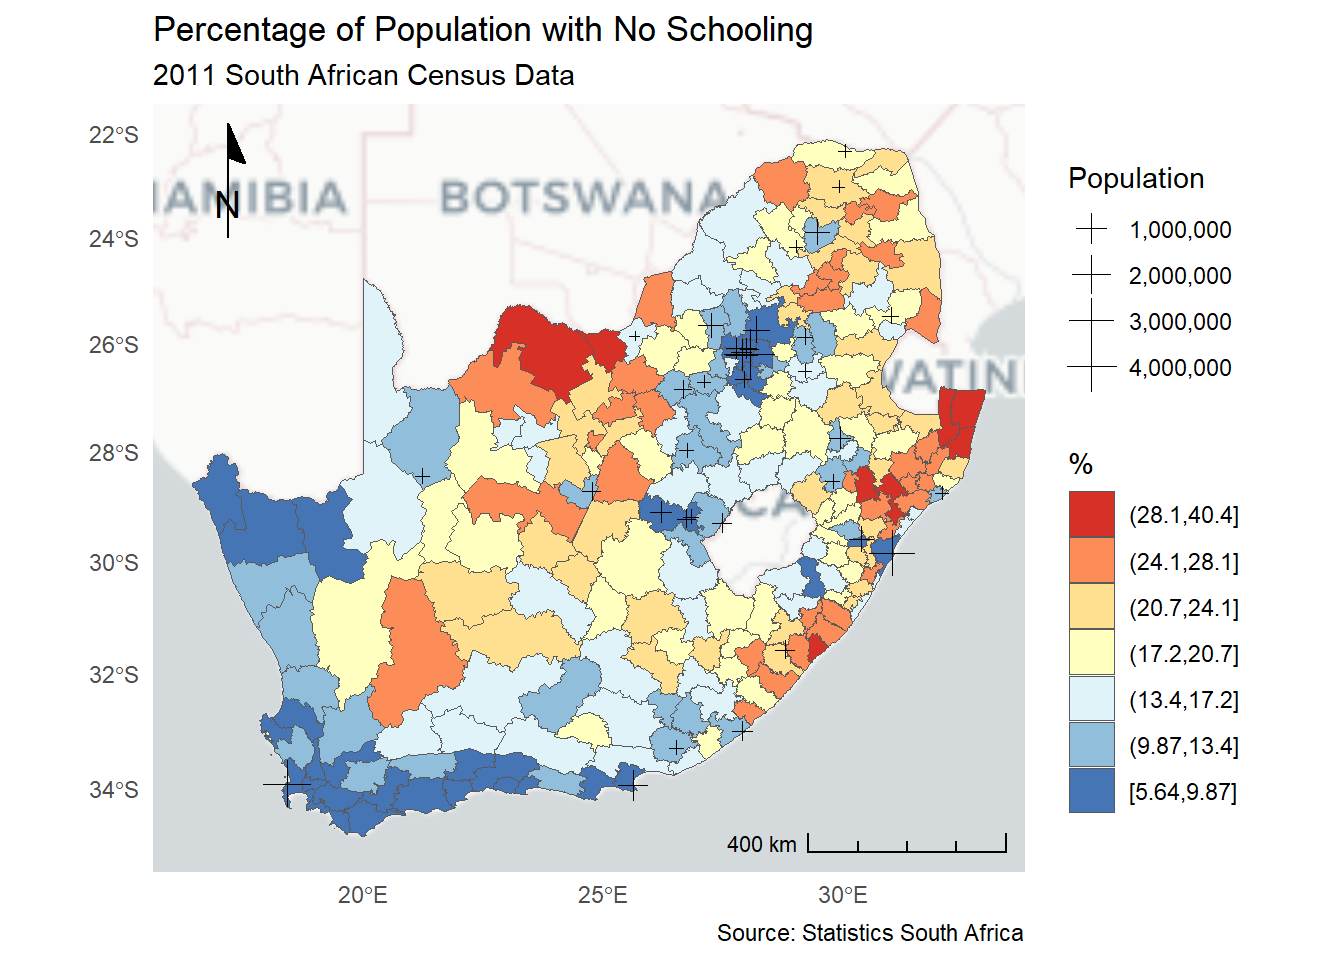 Percentage of Population with No Schooling
2011 South African Census Data
22°S
24°S
26°S
28°S
30°S
32°S
34°S
N
AMIBIA
BOTSWANA
WATINI
CA
400 km
20°E
25°E
30°E
Population
1,000,000
2,000,000
3,000,000
4,000,000
%
(28.1,40.4]
(24.1,28.1]
(20.7,24.1]
(17.2,20.7]
(13.4,17.2]
(9.87,13.4]
[5.64,9.87]
Source: Statistics South Africa